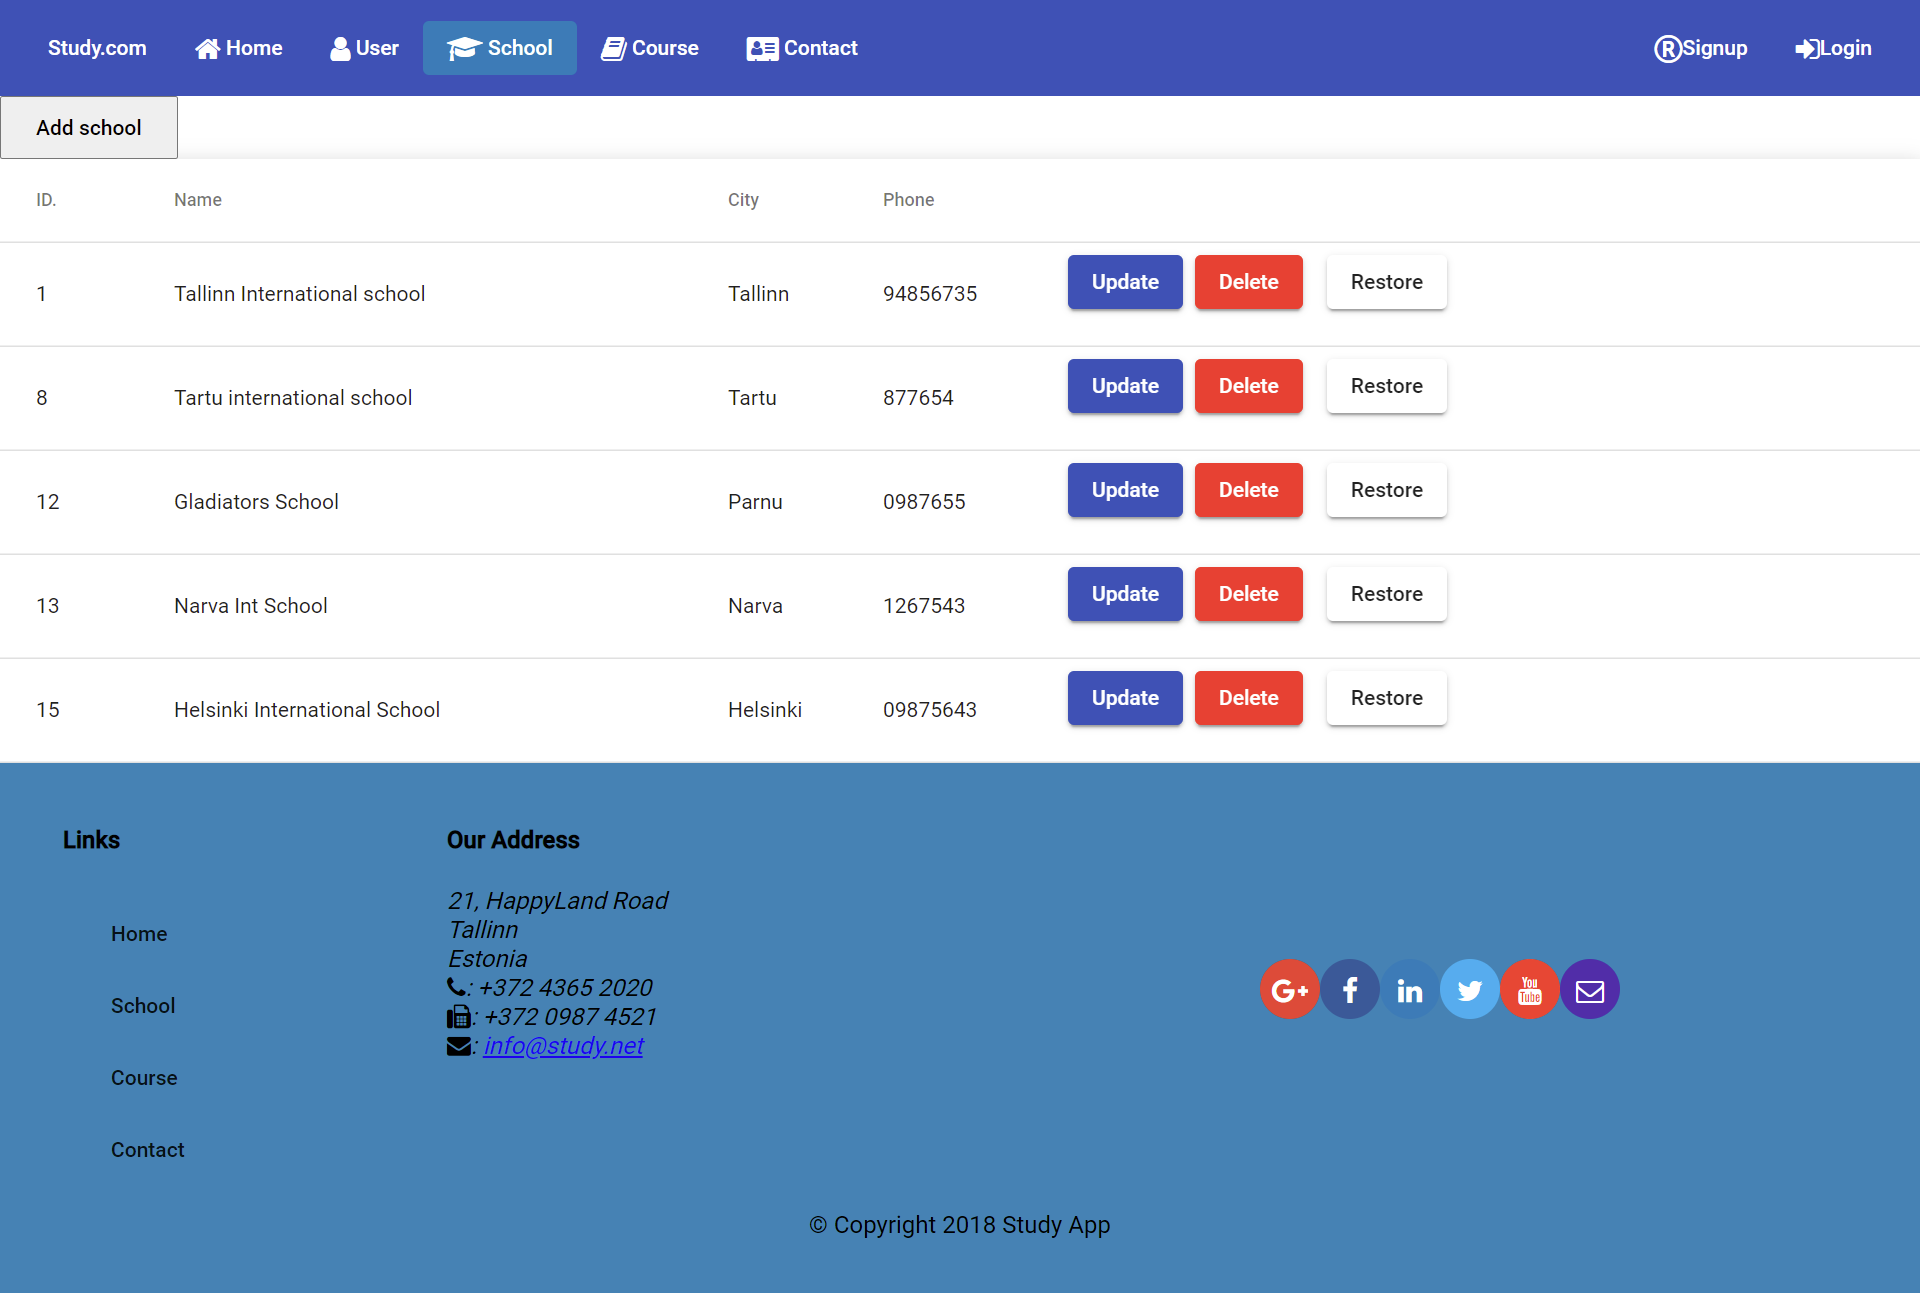 Study.com Home User School Course Contact ®Signup Login
Add school
ID. Name City Phone
1 Tallinn International school Tallinn 94856735 Update Delete Restore
8 Tartu international school Tartu 877654 Update Delete Restore
12 Gladiators School Parnu 0987655 Update Delete Restore
13 Narva Int School Narva 1267543 Update Delete Restore
15 Helsinki International School Helsinki 09875643 Update Delete Restore
Links
Home
School
Course
Contact
Our Address
21, HappyLand Road
Tallinn
Estonia
: +372 4365 2020
: +372 0987 4521
: info@study.net
G+ f in You Tube
© Copyright 2018 Study App